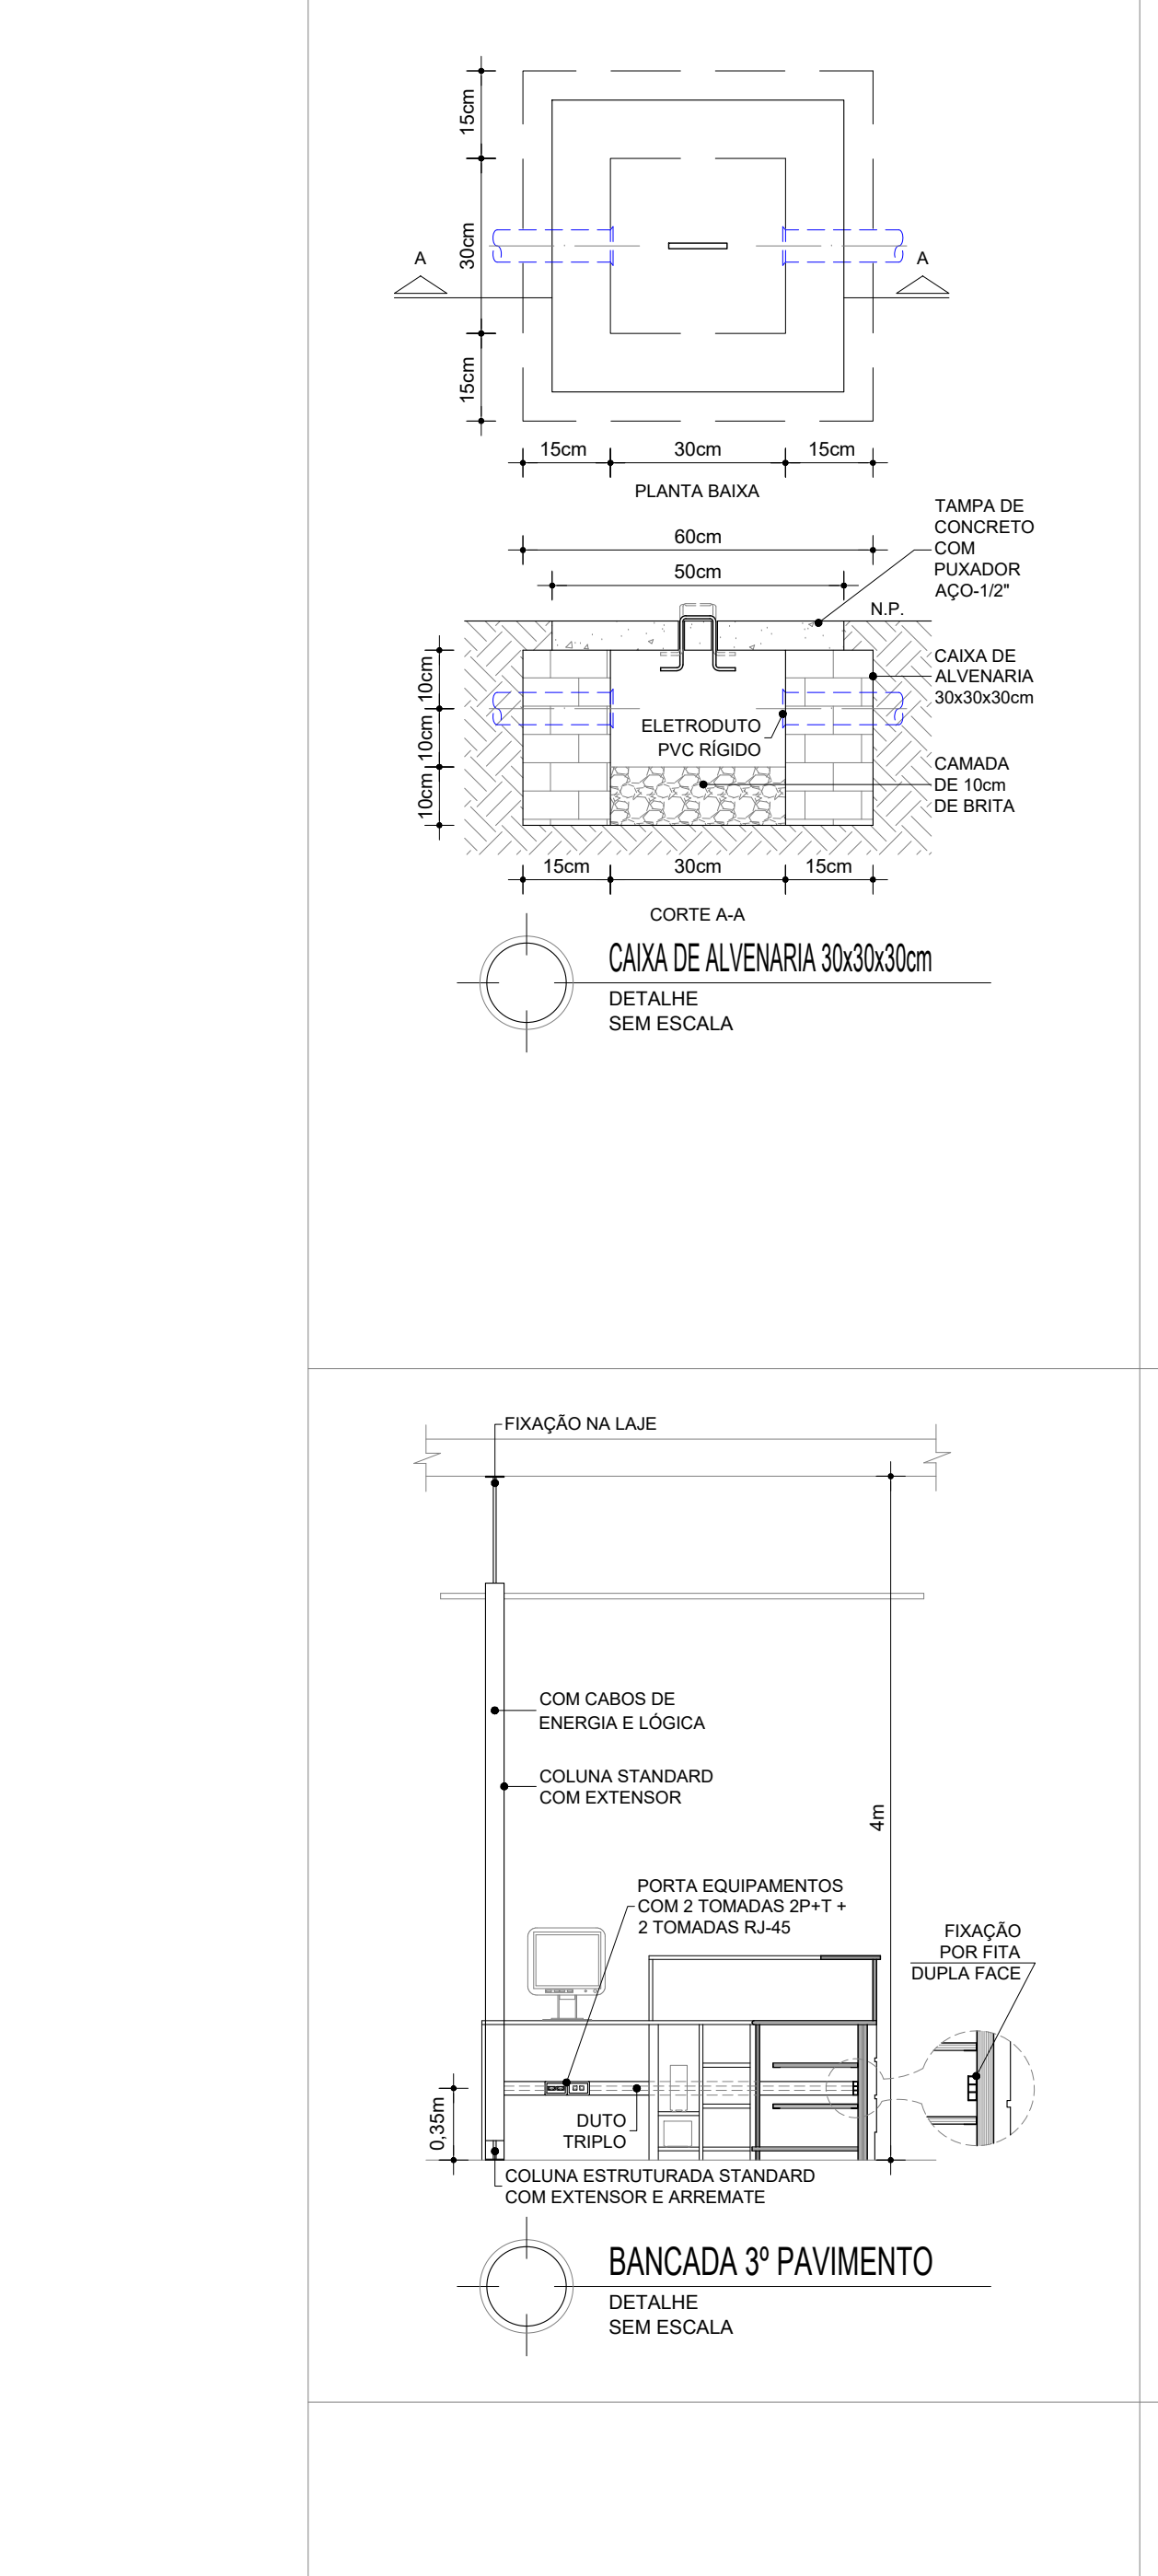 15cm
30cm
15cm
A
A
15cm
30cm
15cm
PLANTA BAIXA
60cm
50cm
TAMPA DE
CONCRETO
COM
PUXADOR
AÇO-1/2"
N.P.
10cm
10cm
10cm
CAIXA DE
ALVENARIA
30x30x30cm
ELETRODUTO
PVC RÍGIDO
CAMADA
DE 10cm
DE BRITA
15cm
30cm
15cm
CORTE A-A
CAIXA DE ALVENARIA 30x30x30cm
DETALHE
SEM ESCALA
FIXAÇÃO NA LAJE
COM CABOS DE
ENERGIA E LÓGICA
COLUNA STANDARD
COM EXTENSOR
4m
PORTA EQUIPAMENTOS
COM 2 TOMADAS 2P+T +
2 TOMADAS RJ-45
FIXAÇÃO
POR FITA
DUPLA FACE
0,35m
DUTO
TRIPLO
COLUNA ESTRUTURADA STANDARD
COM EXTENSOR E ARREMATE
BANCADA 3º PAVIMENTO
DETALHE
SEM ESCALA